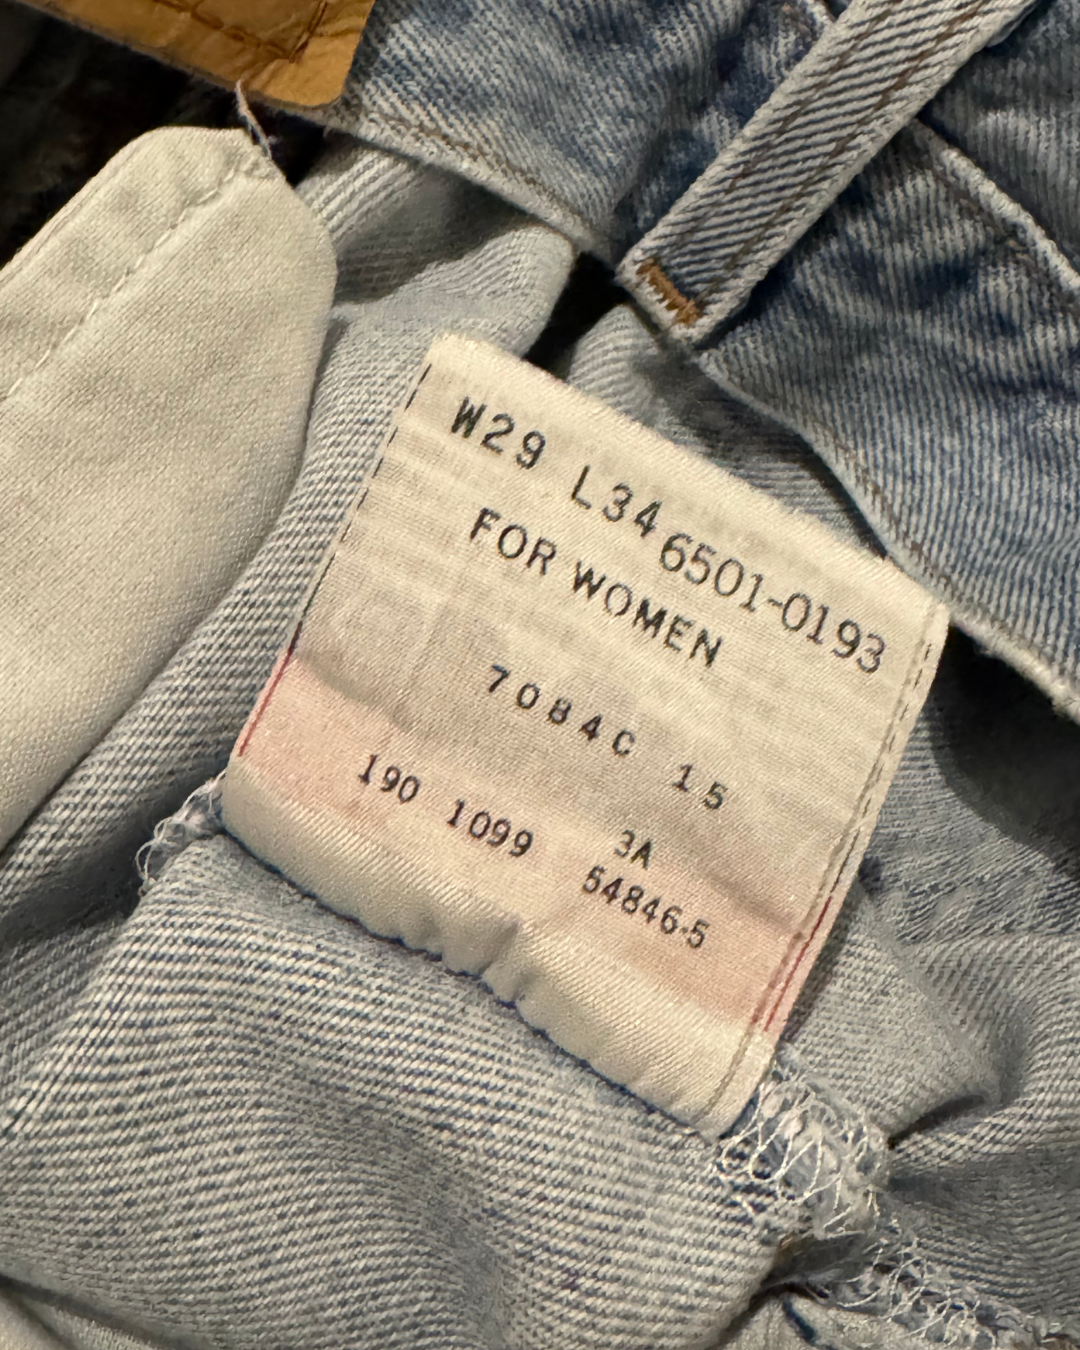 W29 L34 6501-0193
FOR WOMEN
7084C 15
190 1099 3A
54846-5